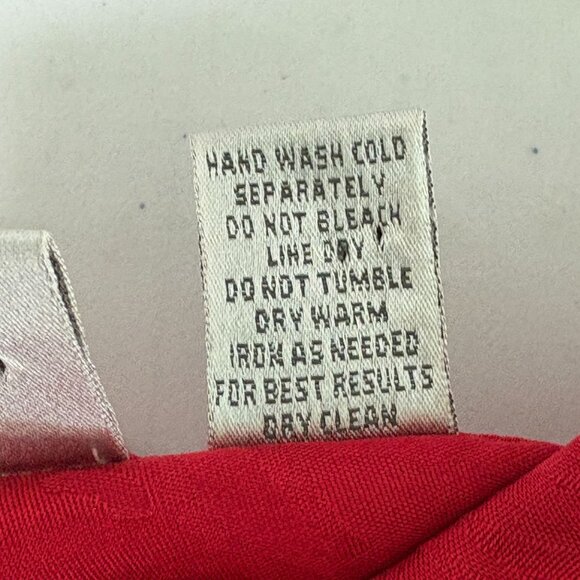 HAND WASH COLD
SEPARATELY
DO NOT BLEACH
LINE DRY
DO NOT TUMBLE
DRY WARM
IRON AS NEEDED
FOR BEST RESULTS
DRY CLEAN